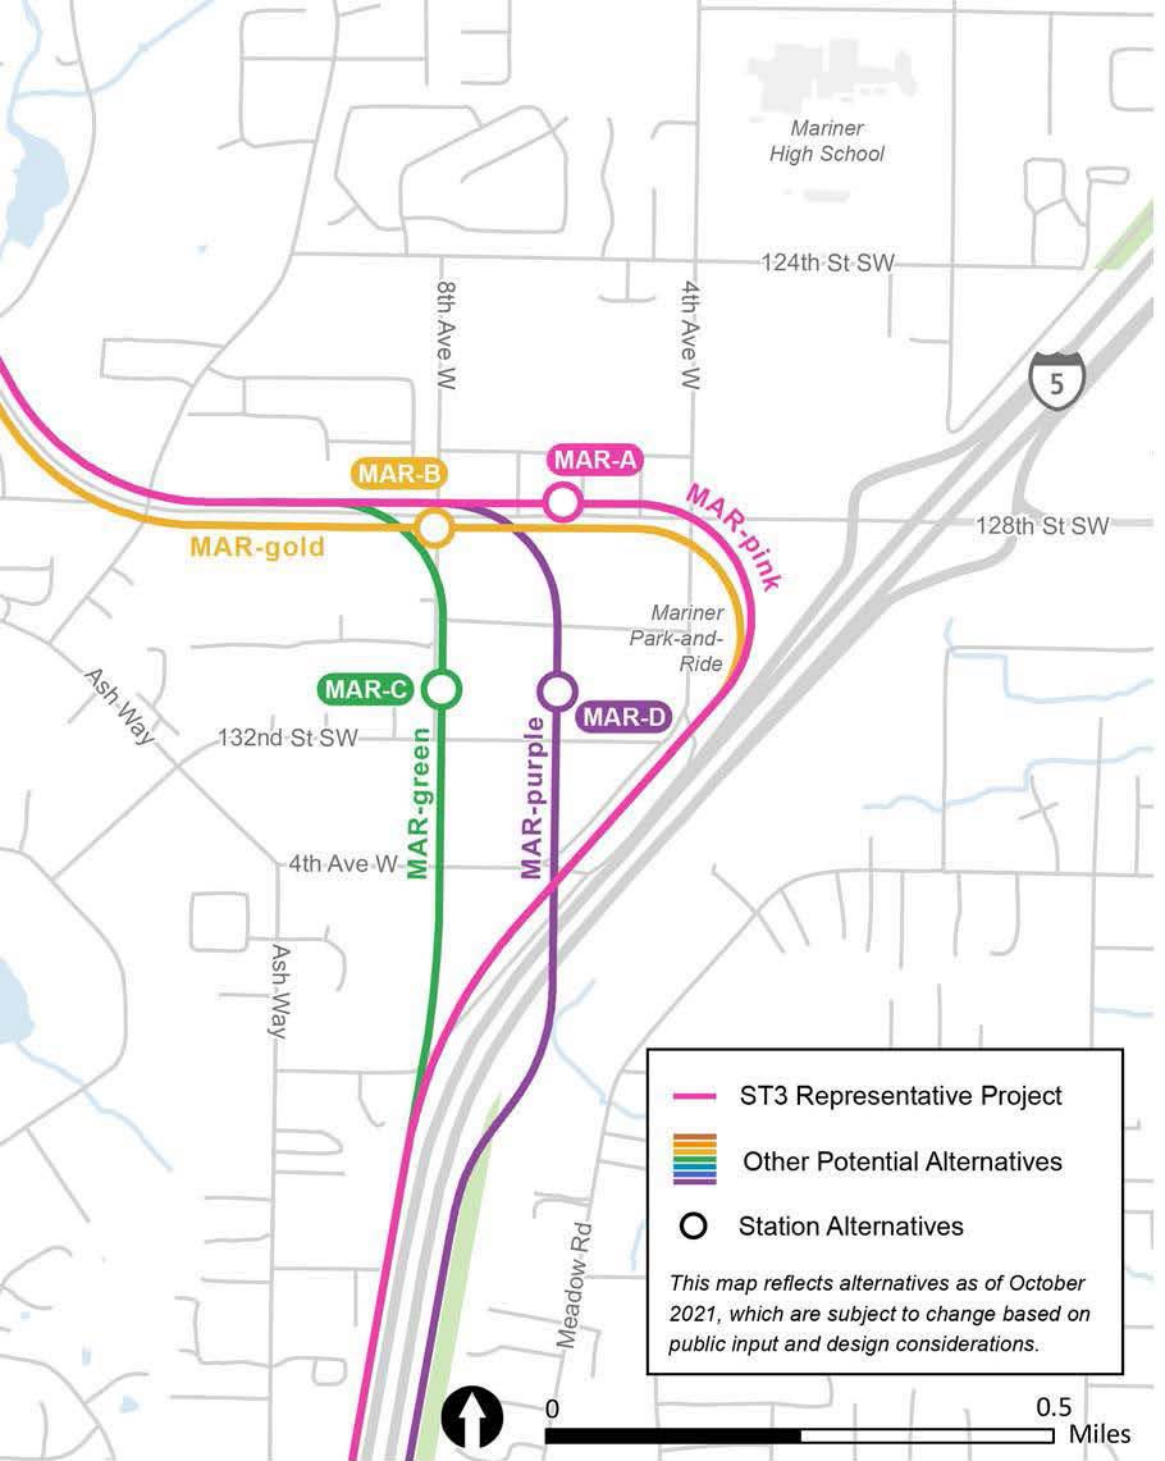 Mariner
High School
124th St SW
8th Ave W
4th Ave W
5
MAR-B
MAR-A
MAR-pink
128th St SW
MAR-gold
Mariner
Park-and-
Ride
Ash Way
MAR-C
MAR-D
132nd St SW
MAR-green
MAR-purple
4th Ave W
Ash Way
Meadow Rd
ST3 Representative Project
Other Potential Alternatives
Station Alternatives
This map reflects alternatives as of October
2021, which are subject to change based on
public input and design considerations.
0
0.5
Miles